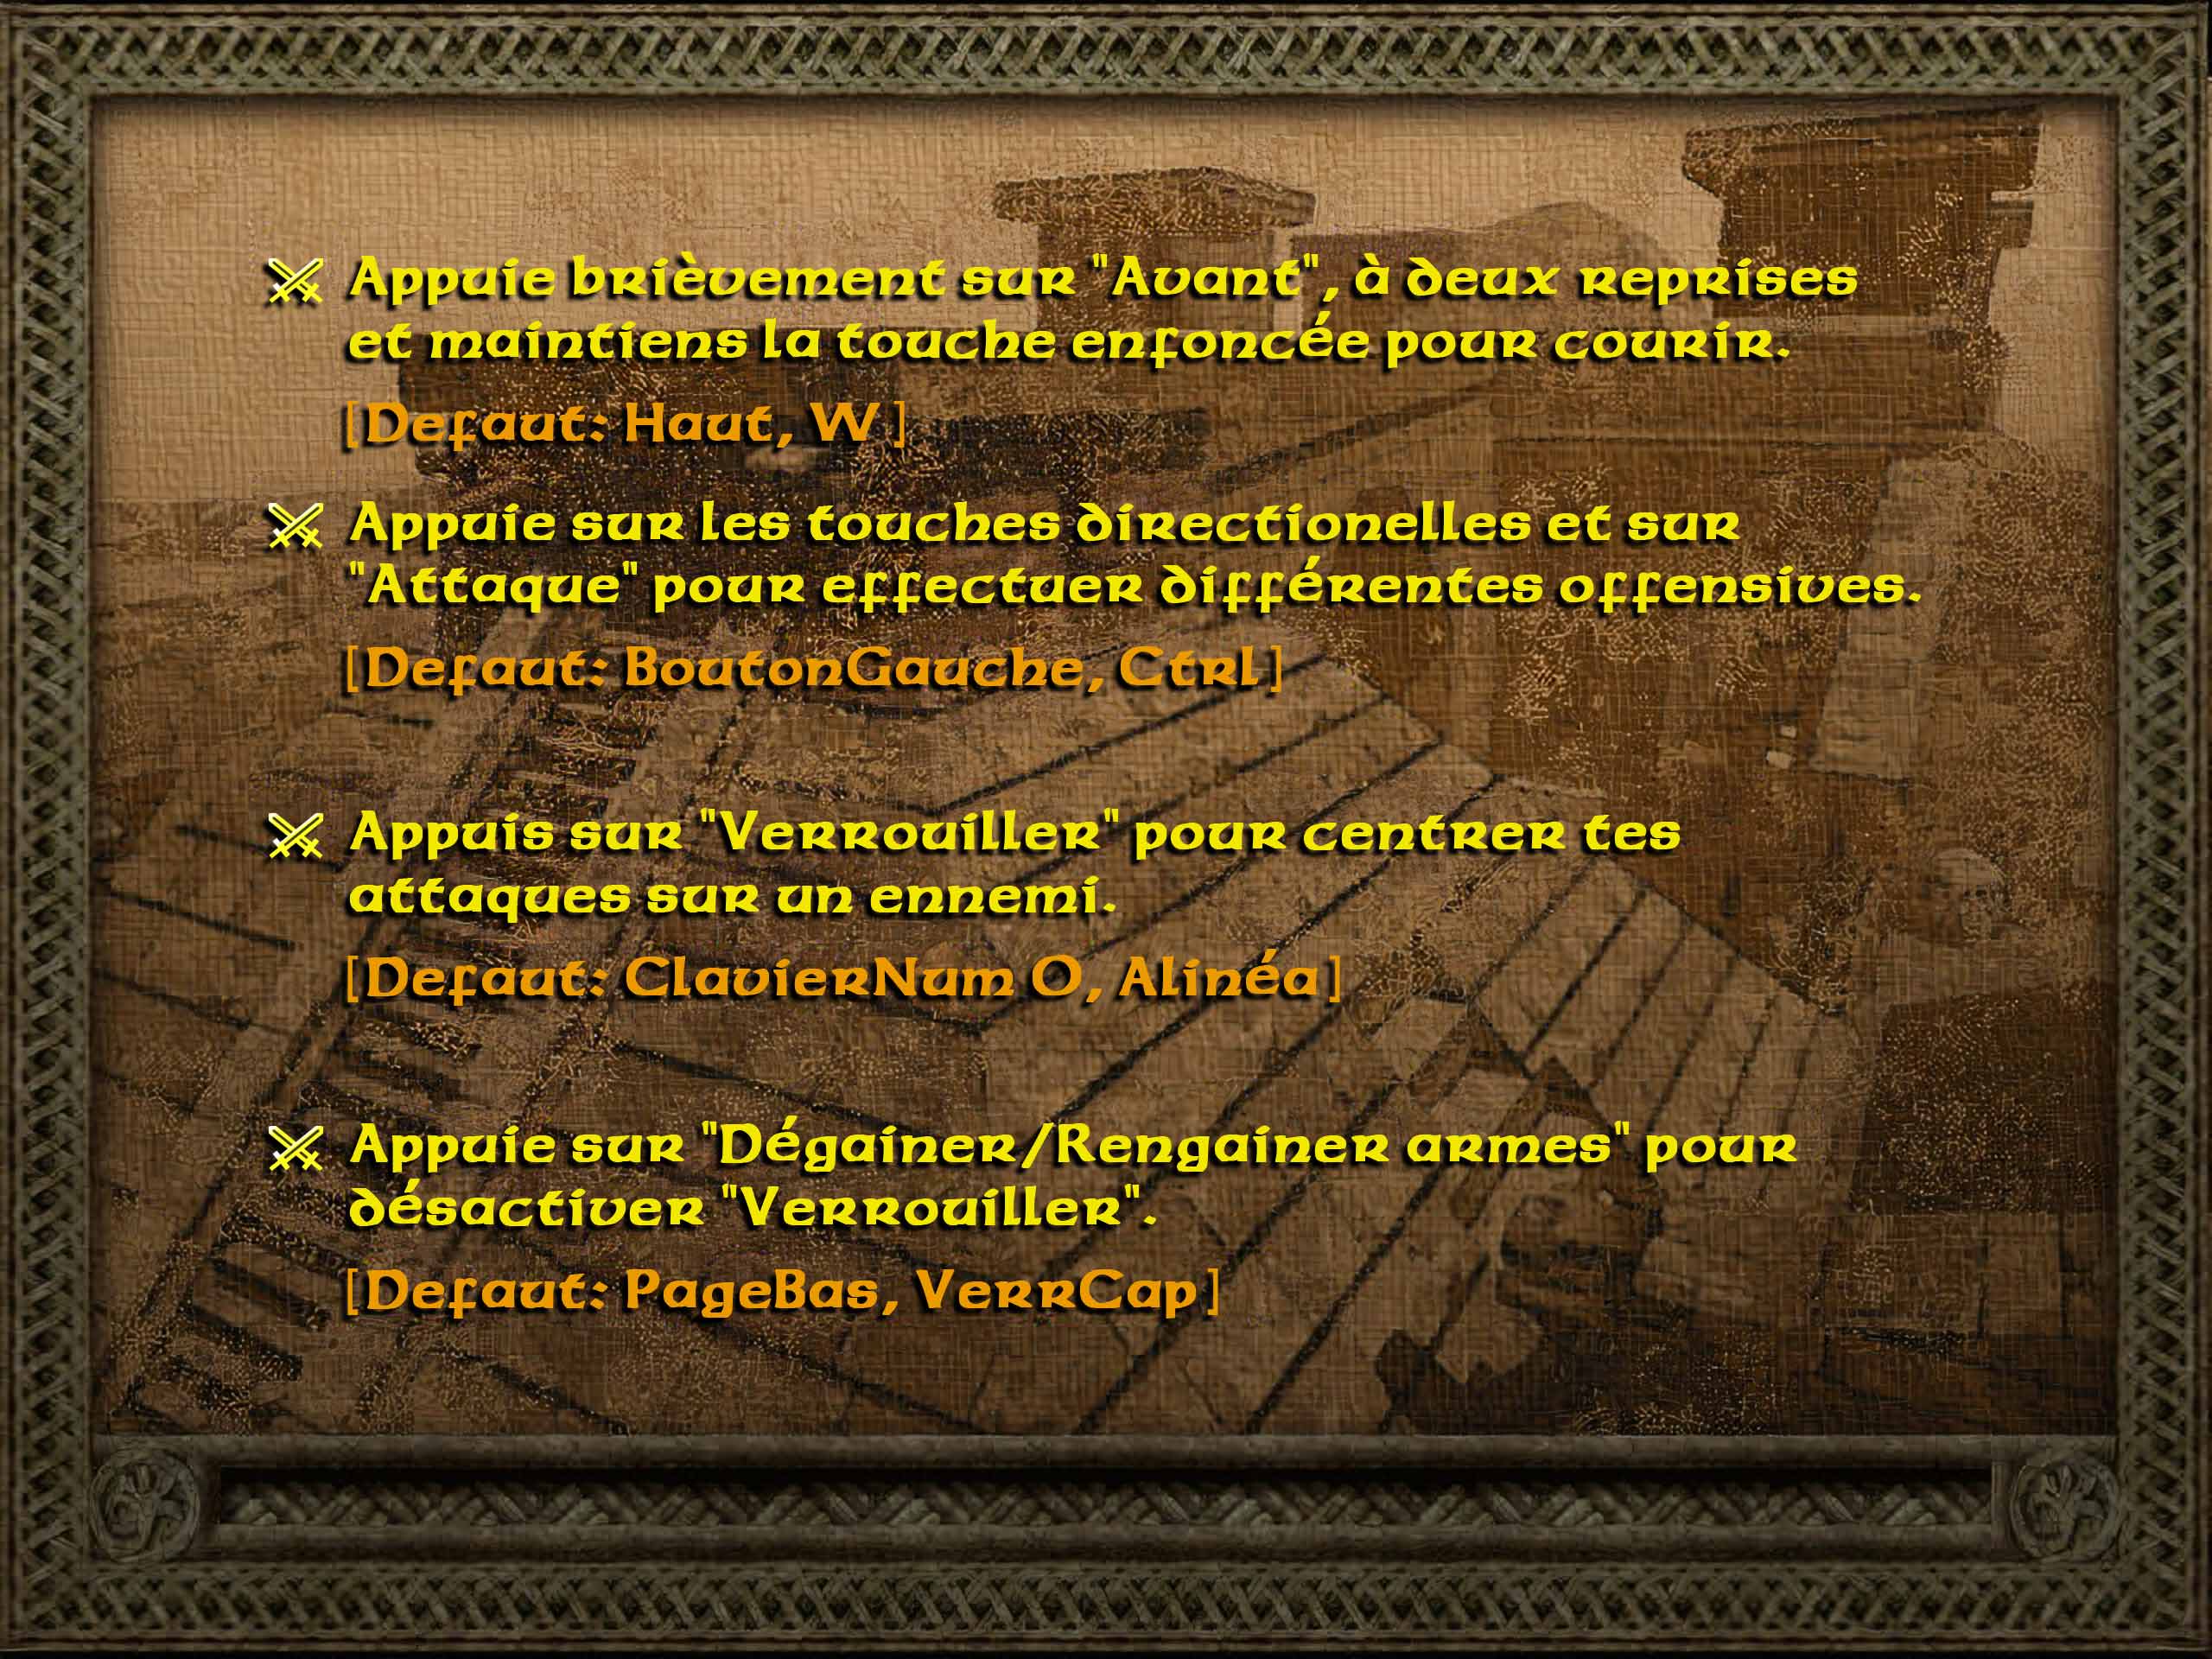 Appuie brièvement sur "Avant", à deux reprises
et maintiens la touche enfoncée pour courir.
[Defaut: Haut, W ]
Appuie sur les touches directionelles et sur
"Attaque" pour effectuer différentes offensives.
[Defaut: BoutonGauche, Ctrl]
Appuis sur "Verrouiller" pour centrer tes
attaques sur un ennemi.
[Defaut: ClavierNum 0, Alinéa]
Appuie sur "Dégainer/Rengainer armes" pour
désactiver "Verrouiller".
[Defaut: PageBas, VerrCap]